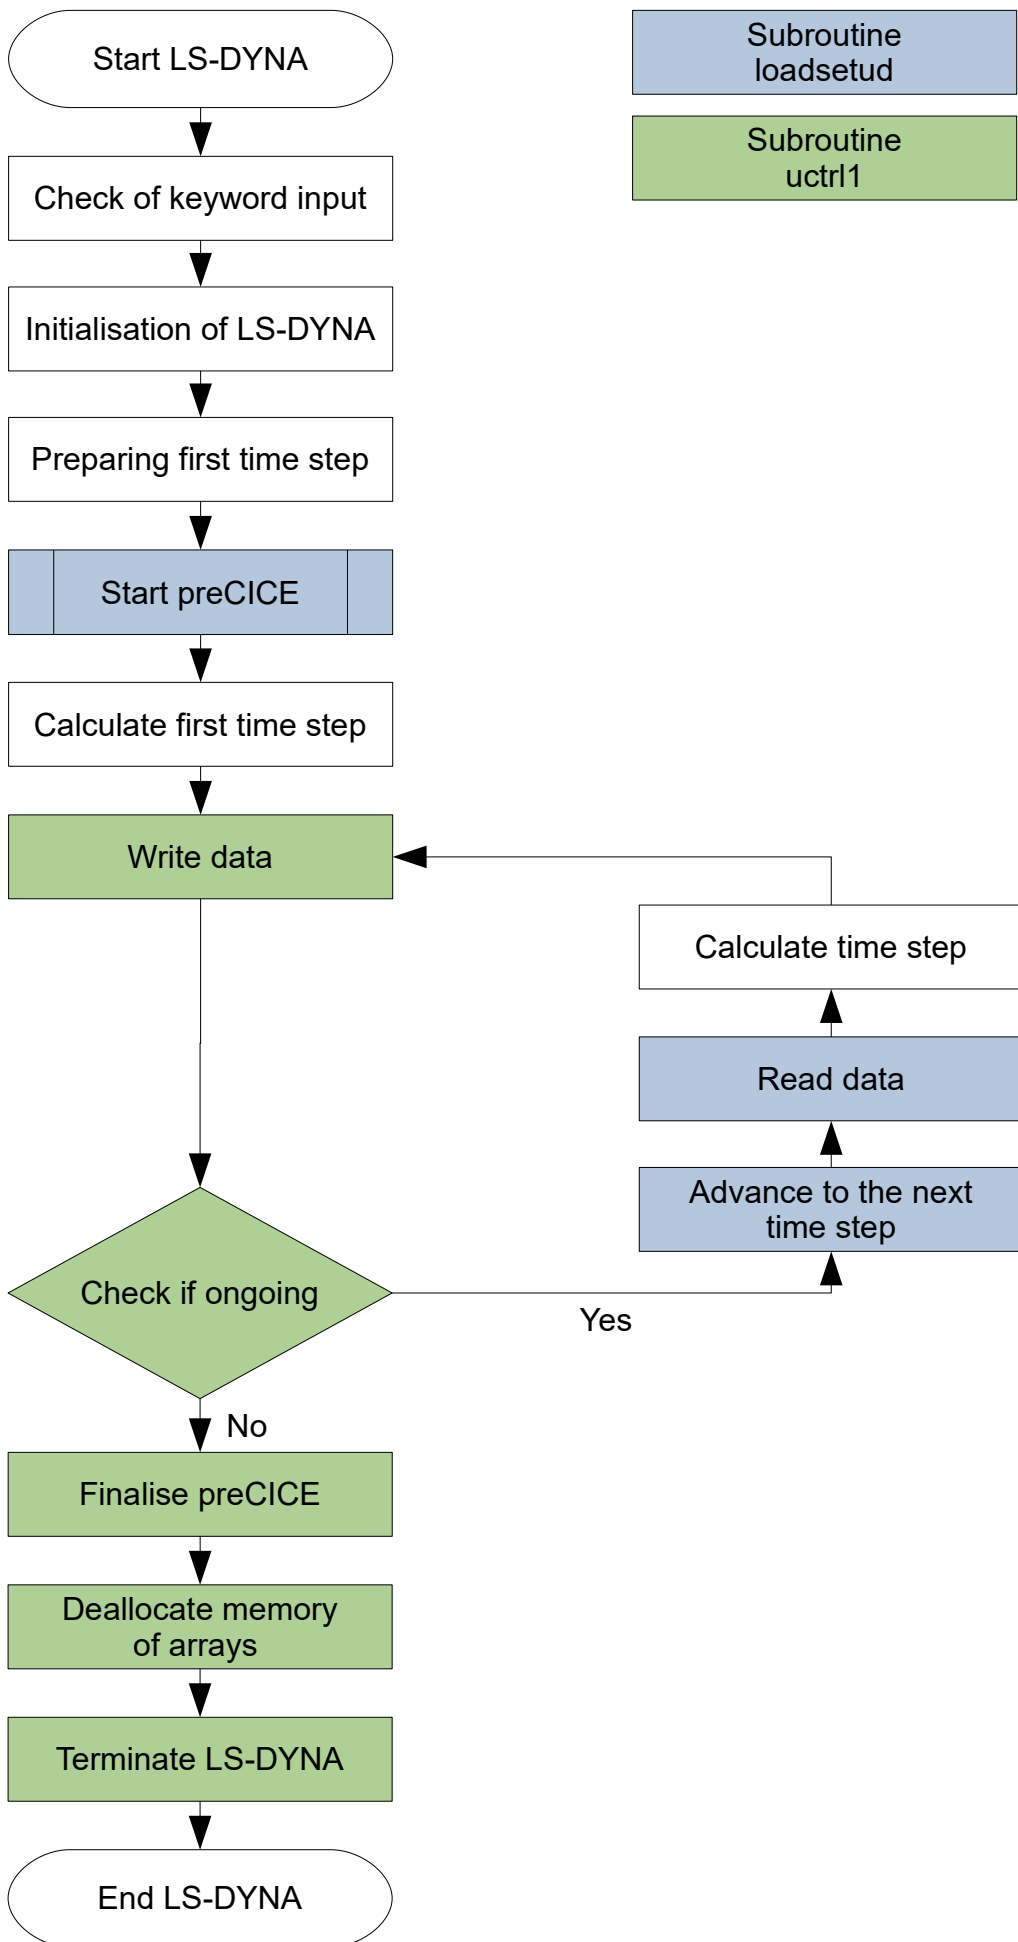 Start LS-DYNA
Subroutine
loadsetud
Subroutine
uctrl1
Check of keyword input
Initialisation of LS-DYNA
Preparing first time step
Start preCICE
Calculate first time step
Write data
Calculate time step
Read data
Advance to the next
time step
Check if ongoing
Yes
No
Finalise preCICE
Deallocate memory
of arrays
Terminate LS-DYNA
End LS-DYNA